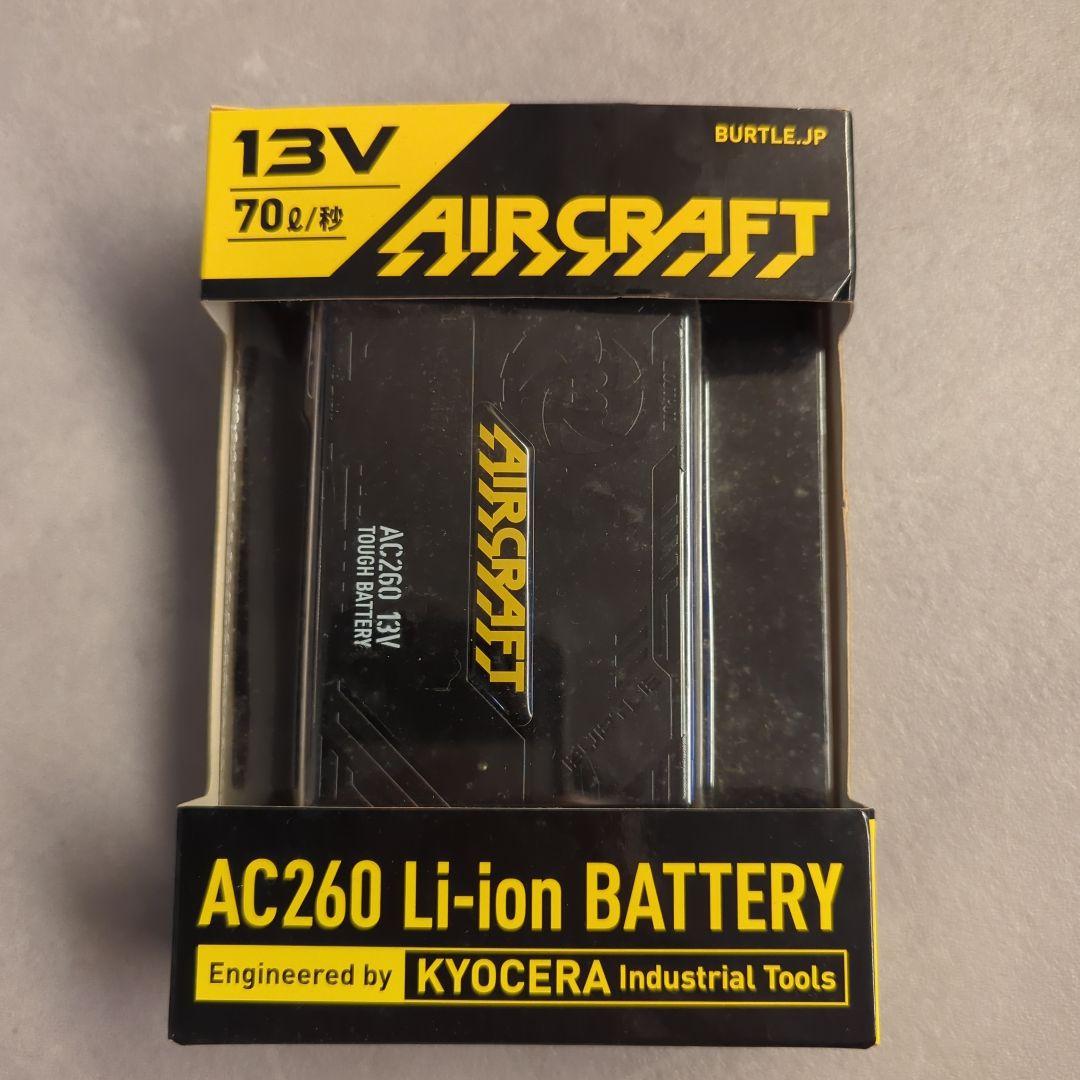 13V
70ℓ/秒
BURTLE.JP
AIRCRAFT
AIRCRAFT
AC260 13V
TOUGH BATTERY
BURTLE
AC260 Li-ion BATTERY
Engineered by KYOCERA Industrial Tools